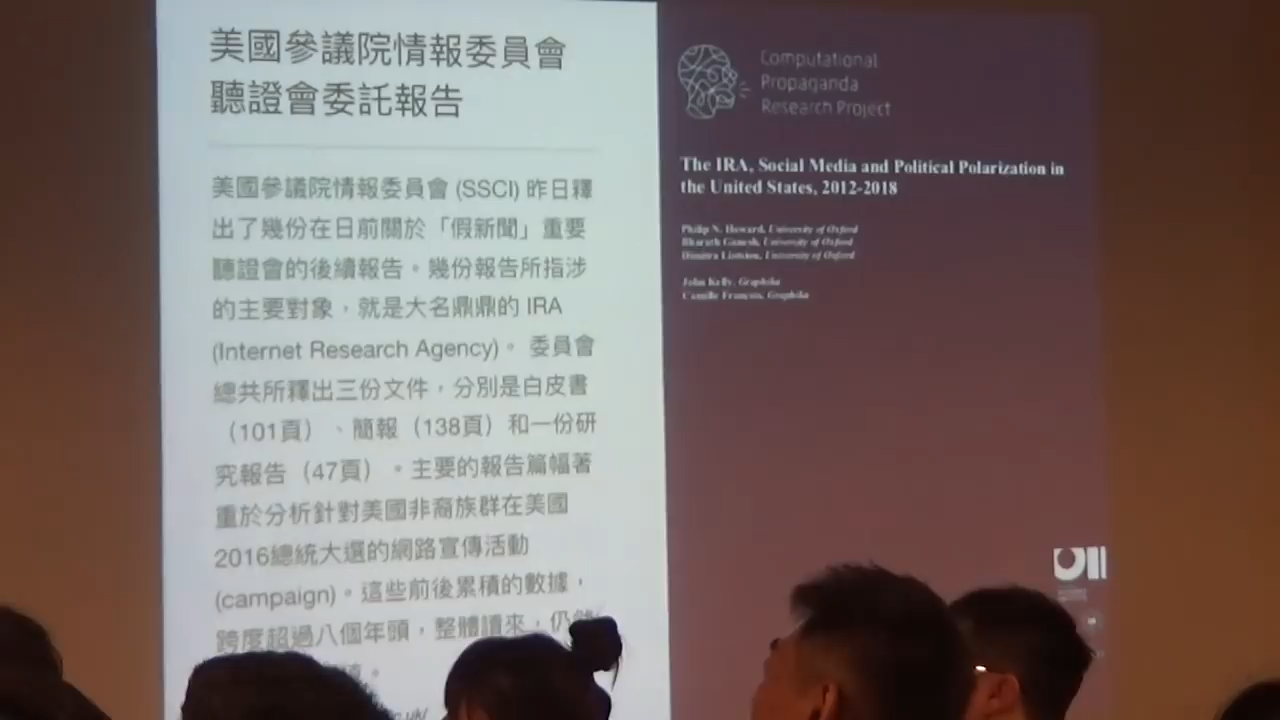 美國參議院情報委員會
聽證會委託報告
美國參議院情報委員會 (SSCI) 昨日釋
出了幾份在日前關於「假新聞」重要
聽證會的後續報告。幾份報告所指涉
的主要對象，就是大名鼎鼎的 IRA
(Internet Research Agency)。 委員會
總共所釋出三份文件，分別是白皮書
（101頁）、簡報（138頁）和一份研
究報告（47頁）。主要的報告篇幅著
重於分析針對美國非裔族群在美國
2016總統大選的網路宣傳活動
(campaign)。這些前後累積的數據，
跨度超過八個年頭，整體讀來，仍
Computational
Propaganda
Research Project
The IRA, Social Media and Political Polarization in
the United States, 2012-2018
Philip N. Howard, University of Oxford
Bharath Ganesh, University of Oxford
Dimitra Liotsiou, University of Oxford
John Kelly, Graphika
Camille François, Graphika
OII